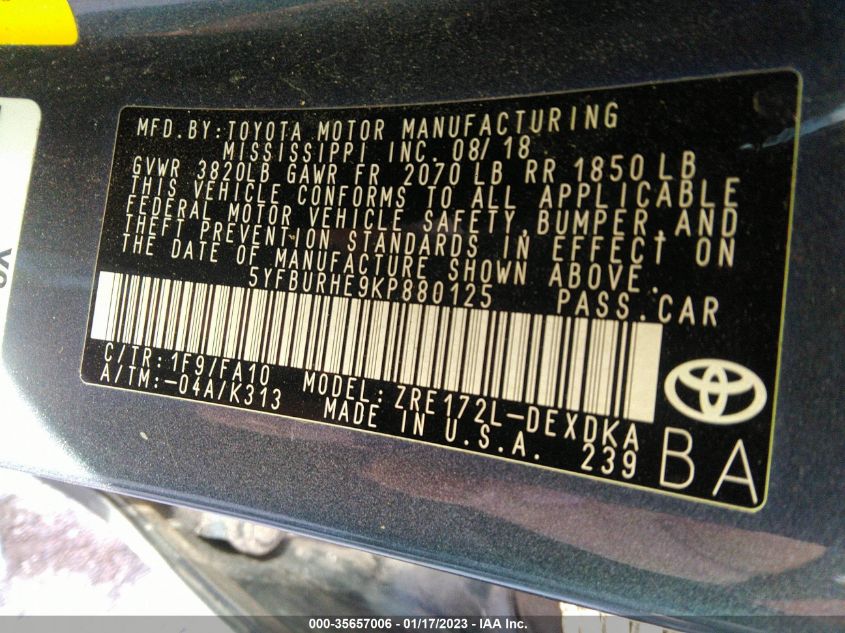 MFD.BY:TOYOTA MOTOR MANUFACTURING
MISSISSIPPI INC. 08/18
GVWR 3820LB GAWR FR 2070 LB RR 1850 LB
THIS VEHICLE CONFORMS TO ALL APPLICABLE
FEDERAL MOTOR VEHICLE SAFETY,BUMPER,AND
THEFT PREVENTION STANDARDS IN EFFECT ON
THE DATE OF MANUFACTURE SHOWN ABOVE.
5YFBURHE9KP880125 PASS.CAR
C/TR:1F9/FA10 MODEL:ZRE172L-DEXDKA
A/TM:-04A/K313 MADE IN U.S.A. 239
BA
000-35657006 - 01/17/2023 - IAA Inc.